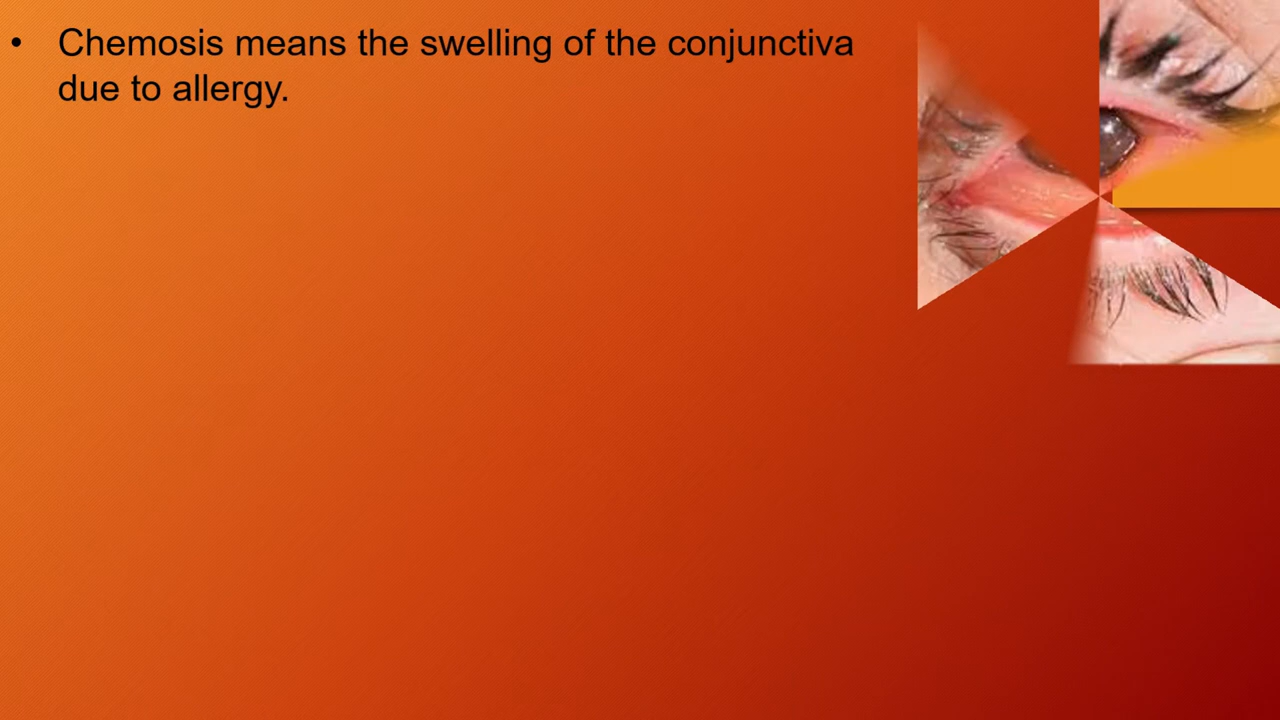 • Chemosis means the swelling of the conjunctiva
due to allergy.